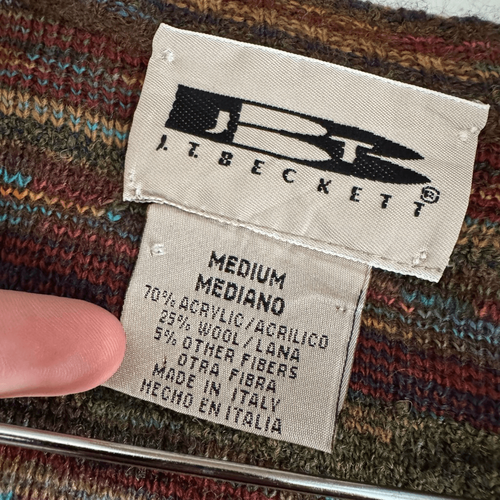 JBT
J.T.BECKETT®
MEDIUM
MEDIANO
70% ACRYLIC/ACRILICO
25% WOOL/LANA
5% OTHER FIBERS
OTRA FIBRA
MADE IN ITALY
HECHO EN ITALIA